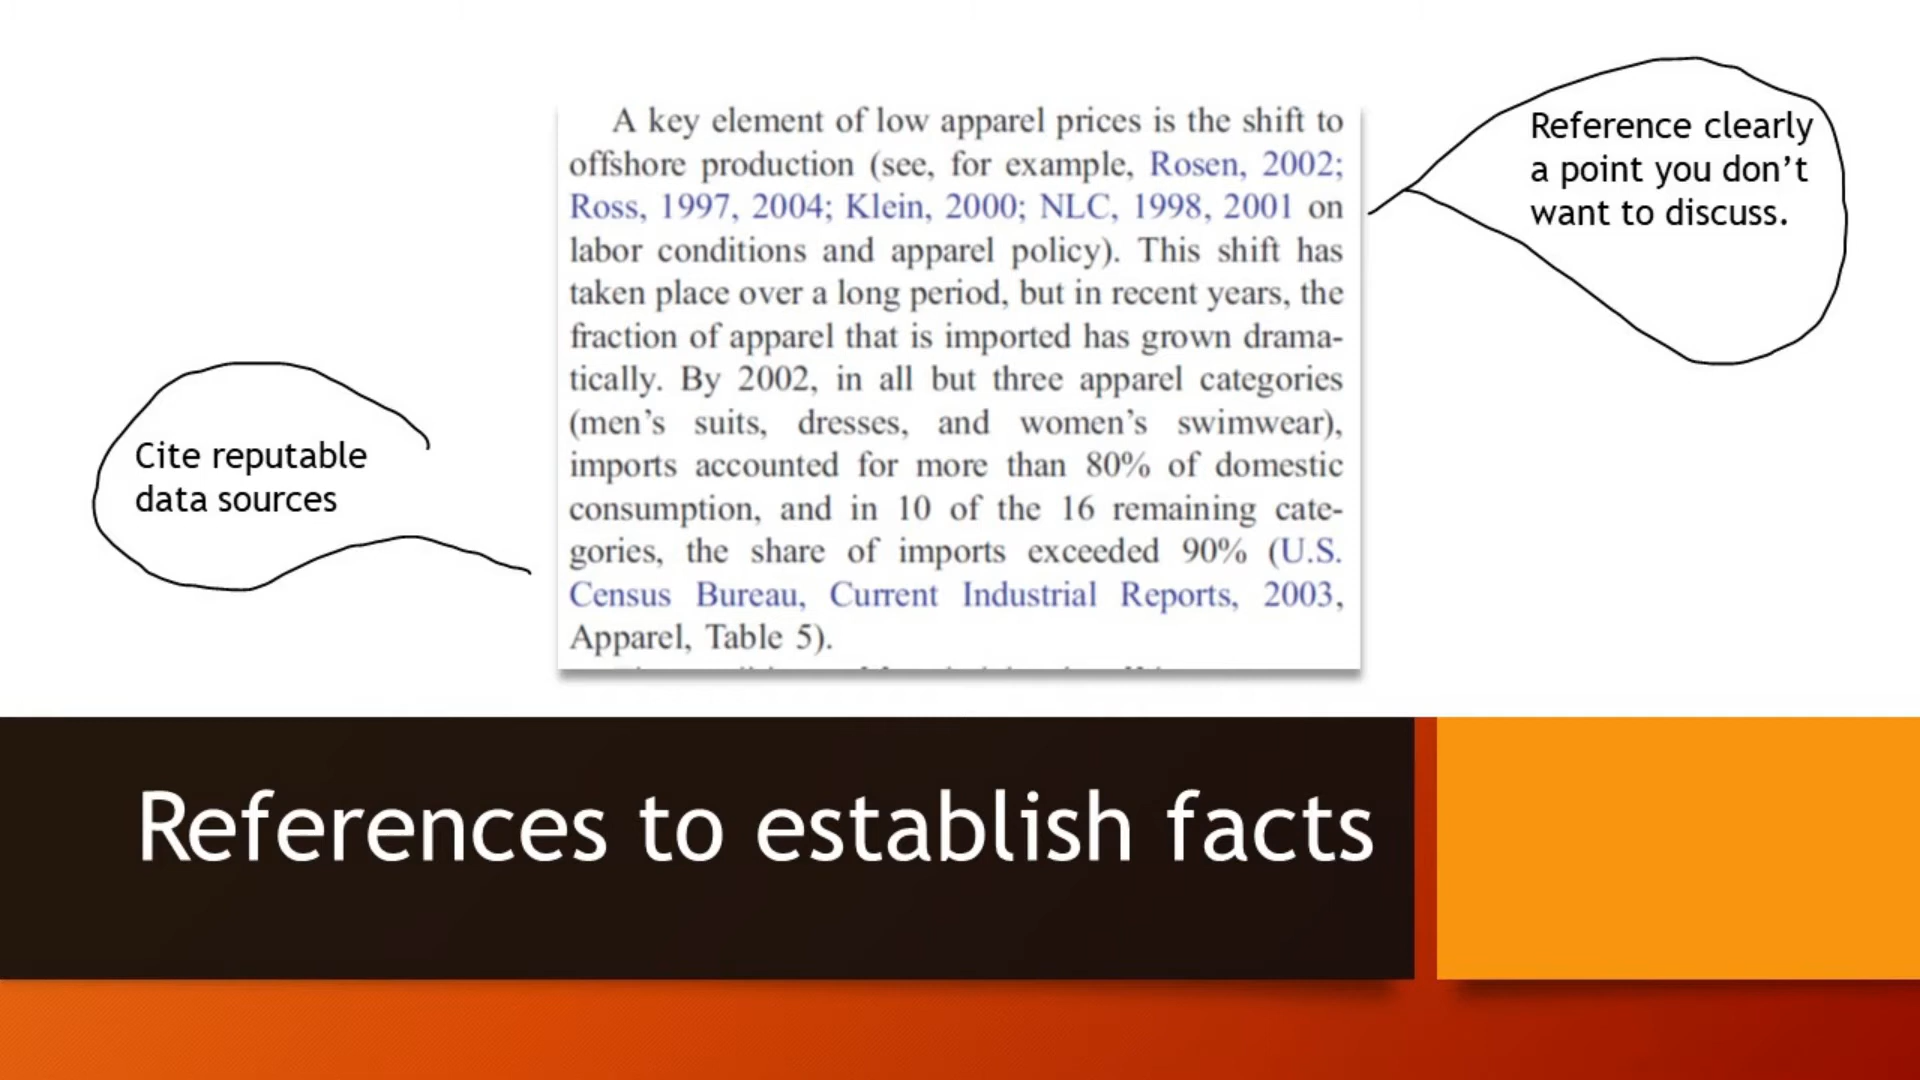 A key element of low apparel prices is the shift to
offshore production (see, for example, Rosen, 2002;
Ross, 1997, 2004; Klein, 2000; NLC, 1998, 2001 on
labor conditions and apparel policy). This shift has
taken place over a long period, but in recent years, the
fraction of apparel that is imported has grown drama-
tically. By 2002, in all but three apparel categories
(men's suits, dresses, and women's swimwear),
imports accounted for more than 80% of domestic
consumption, and in 10 of the 16 remaining cate-
gories, the share of imports exceeded 90% (U.S.
Census Bureau, Current Industrial Reports, 2003,
Apparel, Table 5).
Reference clearly
a point you don't
want to discuss.
Cite reputable
data sources
References to establish facts